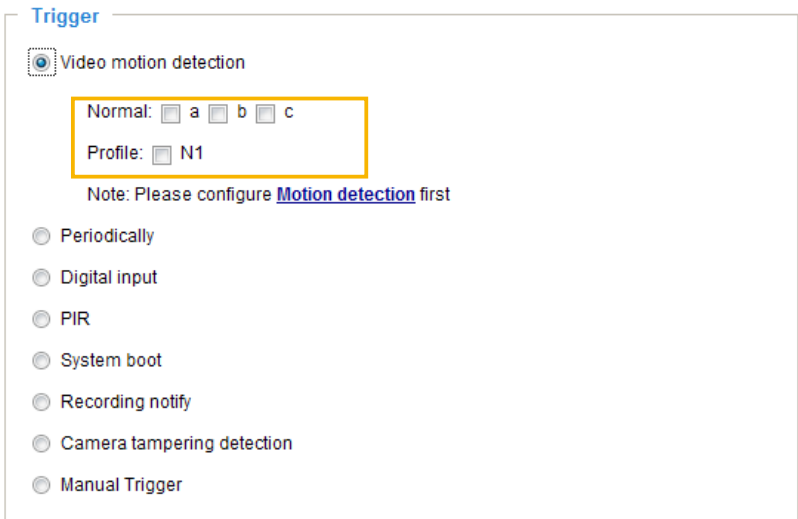 Trigger
Video motion detection
Normal: a b c
Profile: N1
Note: Please configure Motion detection first
Periodically
Digital input
PIR
System boot
Recording notify
Camera tampering detection
Manual Trigger